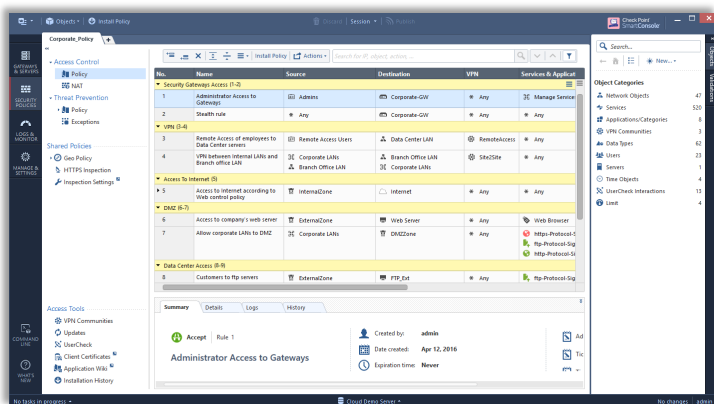 Objects
Install Policy
Discard
Session
Publish
Check Point
SmartConsole
Corporate_Policy
+
GATEWAYS
& SERVERS
SECURITY
POLICIES
LOGS &
MONITOR
MANAGE &
SETTINGS
COMMAND
LINE
WHAT'S
NEW
Access Control
Policy
NAT
Threat Prevention
Policy
Exceptions
Shared Policies
Geo Policy
HTTPS Inspection
Inspection Settings
Access Tools
VPN Communities
Updates
UserCheck
Client Certificates
Application Wiki
Installation History
Install Policy
Actions
Search for IP, object, action, ...
No. Name Source Destination VPN Services & Applicat
Security Gateways Access (1-2)
1 Administrator Access to Gateways Admins Corporate-GW Any Manage Service
2 Stealth rule Any Corporate-GW Any Any
VPN (3-4)
3 Remote Access of employees to Data Center servers Remote Access Users Data Center LAN RemoteAccess Any
4 VPN between Internal LANs and Branch office LAN Corporate LANs Branch Office LAN Site2Site Any
Branch Office LAN Corporate LANs
Access To Internet (5)
5 Access to Internet according to Web control policy InternalZone Internet Any Any
DMZ (6-7)
6 Access to company's web server ExternalZone Web Server Any Web Browser
7 Allow corporate LANs to DMZ Corporate LANs DMZZone Any https-Protocol-S
ftp-Protocol-Sig
http-Protocol-Si
Data Center Access (8-9)
8 Customers to ftp servers ExternalZone FTP_Ext Any ftp-Protocol-Sig
Summary Details Logs History
Accept Rule 1
Administrator Access to Gateways
Created by: admin
Date created: Apr 12, 2016
Expiration time: Never
Ad
Tic
Search...
New...
Object Categories
Network Objects 47
Services 520
Applications/Categories 8
VPN Communities 3
Data Types 62
Users 23
Servers 1
Time Objects 4
UserCheck Interactions 13
Limit 4
Objects
Validations
No tasks in progress
Cloud Demo Server
No changes
admin